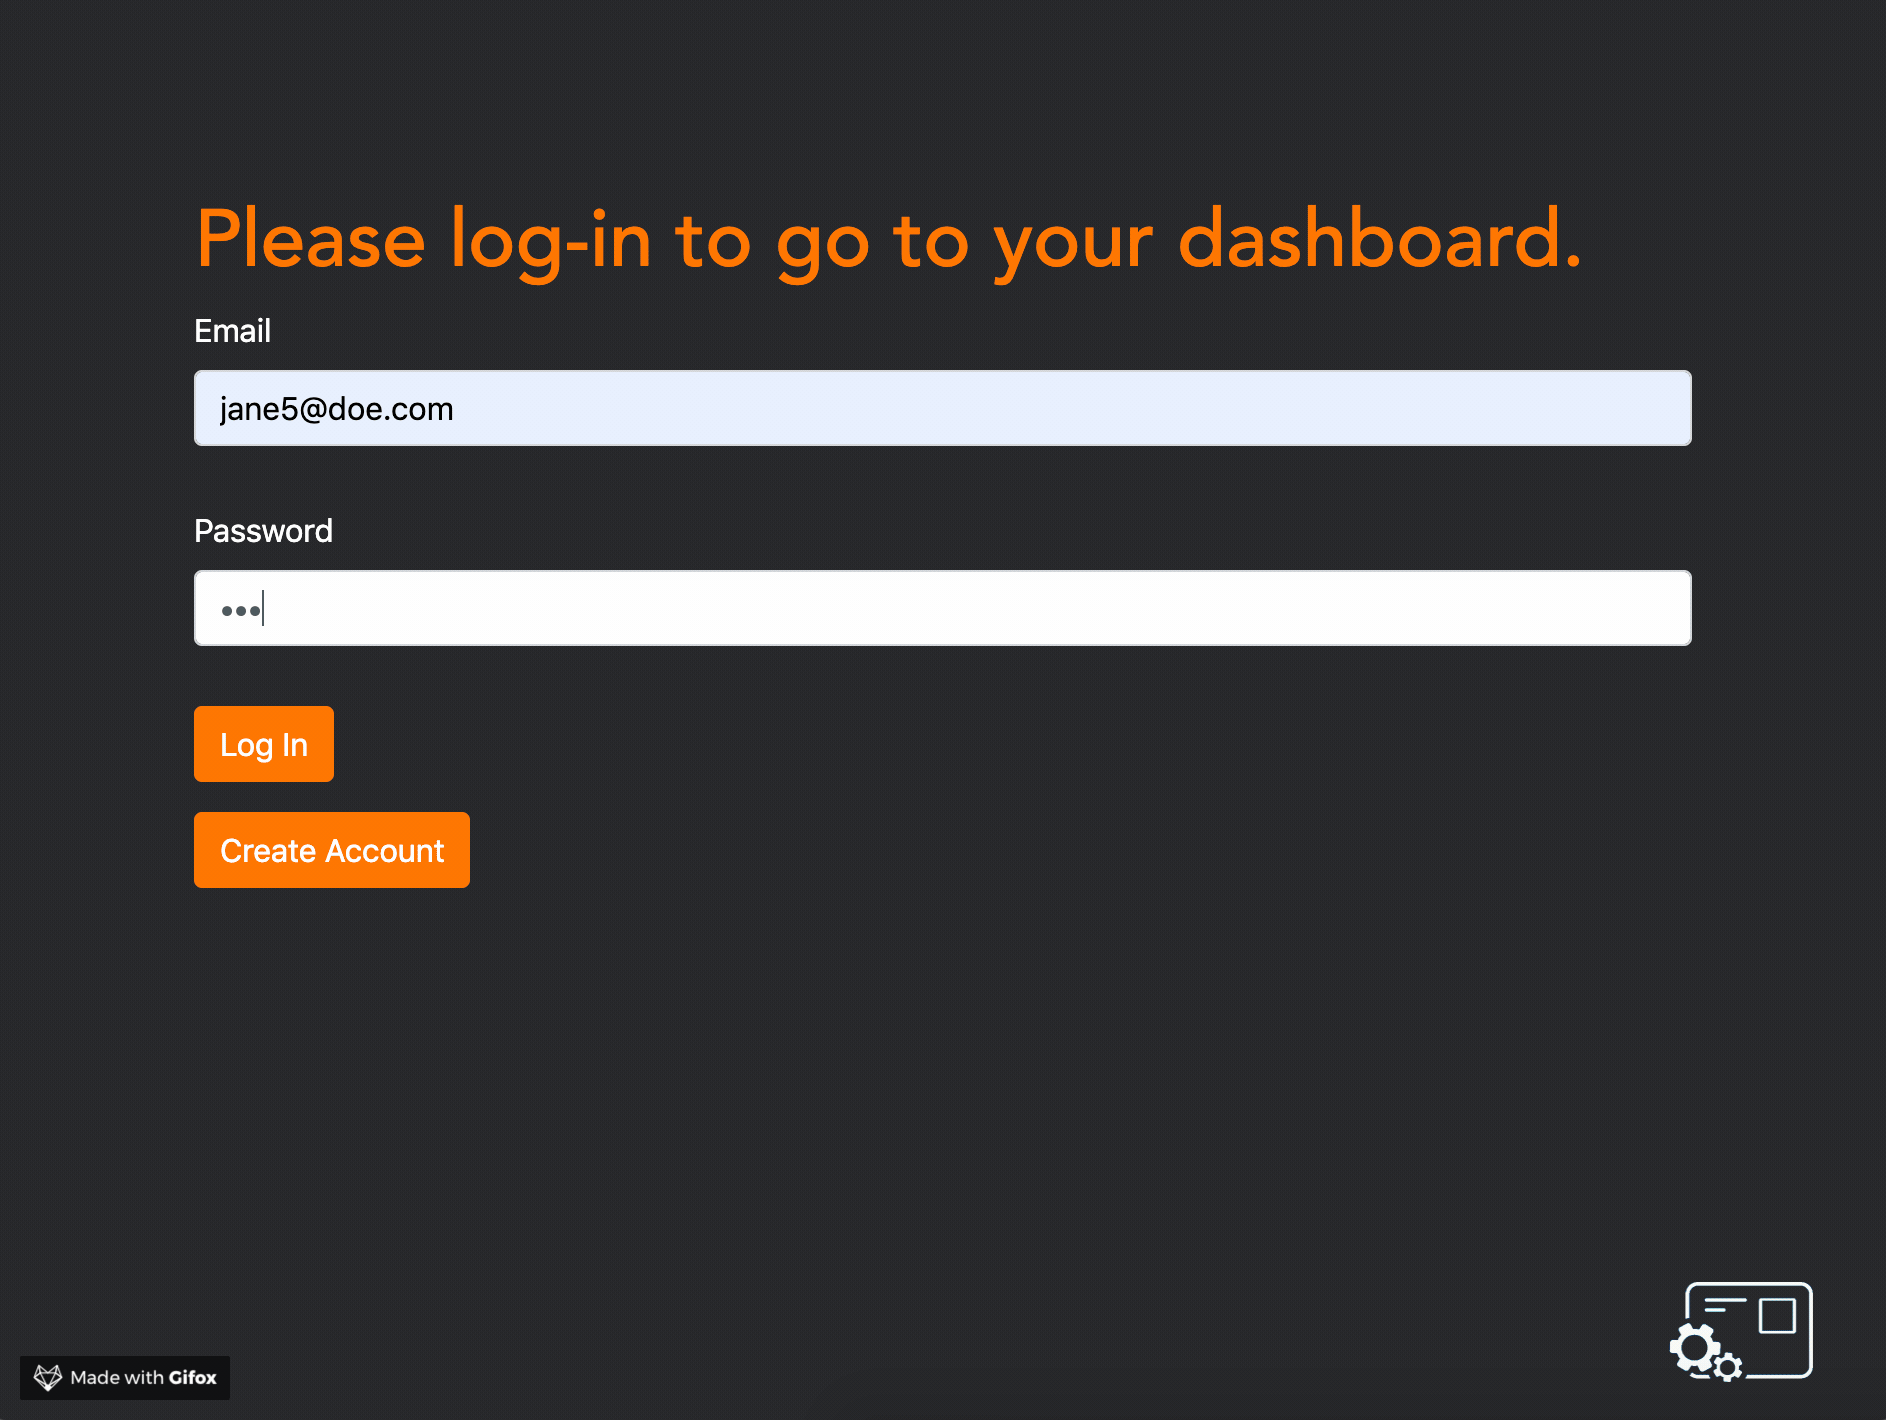 Please log-in to go to your dashboard.
Email
jane5@doe.com
Password
•••
Log In
Create Account
Made with Gifox